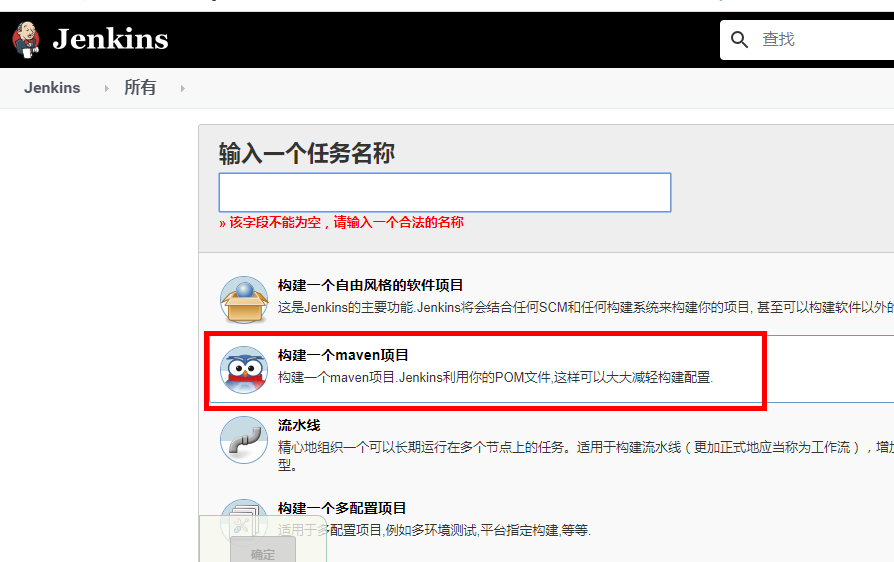 Jenkins
查找
Jenkins
所有
输入一个任务名称
» 该字段不能为空，请输入一个合法的名称
构建一个自由风格的软件项目
这是Jenkins的主要功能.Jenkins将会结合任何SCM和任何构建系统来构建你的项目, 甚至可以构建软件以外的
构建一个maven项目
构建一个maven项目.Jenkins利用你的POM文件,这样可以大大减轻构建配置.
流水线
精心地组织一个可以长期运行在多个节点上的任务。适用于构建流水线（更加正式地应当称为工作流），增加
型。
构建一个多配置项目
适用于多配置项目,例如多环境测试,平台指定构建,等等.
确定